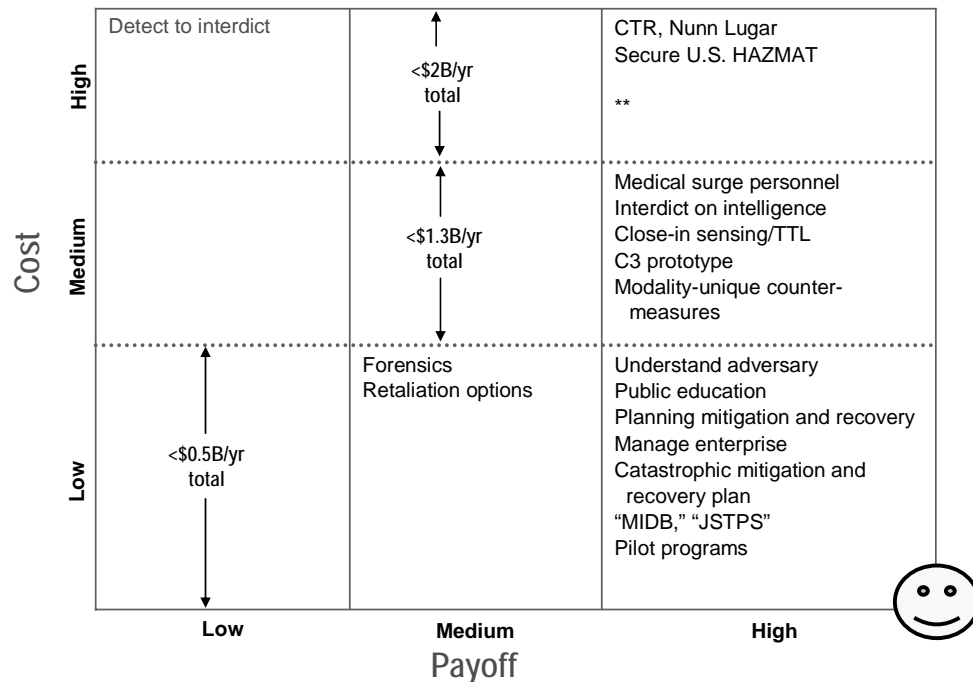 Cost
High
Detect to interdict
<$2B/yr
total
CTR, Nunn Lugar
Secure U.S. HAZMAT
**
Medium
<$1.3B/yr
total
Medical surge personnel
Interdict on intelligence
Close-in sensing/TTL
C3 prototype
Modality-unique counter-
measures
Low
<$0.5B/yr
total
Forensics
Retaliation options
Understand adversary
Public education
Planning mitigation and recovery
Manage enterprise
Catastrophic mitigation and
recovery plan
“MIDB,” “JSTPS”
Pilot programs
Low
Medium
High
Payoff